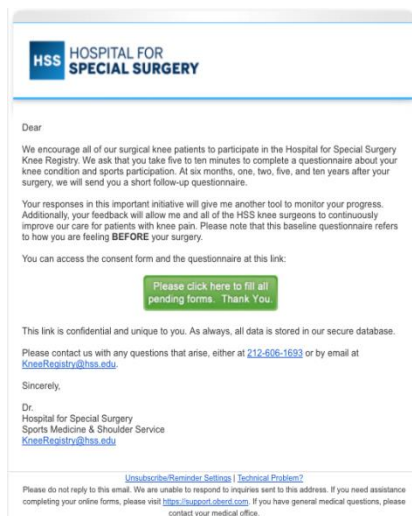 HSS
HOSPITAL FOR
SPECIAL SURGERY
Dear
We encourage all of our surgical knee patients to participate in the Hospital for Special Surgery
Knee Registry. We ask that you take five to ten minutes to complete a questionnaire about your
knee condition and sports participation. At six months, one, two, five, and ten years after your
surgery, we will send you a short follow-up questionnaire.
Your responses in this important initiative will give me another tool to monitor your progress.
Additionally, your feedback will allow me and all of the HSS knee surgeons to continuously
improve our care for patients with knee pain. Please note that this baseline questionnaire refers
to how you are feeling BEFORE your surgery.
You can access the consent form and the questionnaire at this link:
Please click here to fill all
pending forms. Thank You.
This link is confidential and unique to you. As always, all data is stored in our secure database.
Please contact us with any questions that arise, either at 212-606-1693 or by email at
KneeRegistry@hss.edu.
Sincerely,
Dr.
Hospital for Special Surgery
Sports Medicine & Shoulder Service
KneeRegistry@hss.edu
Unsubscribe/Reminder Settings | Technical Problem?
Please do not reply to this email. We are unable to respond to inquiries sent to this address. If you need assistance
completing your online forms, please visit https://support.oberd.com. If you have general medical questions, please
contact your medical office.